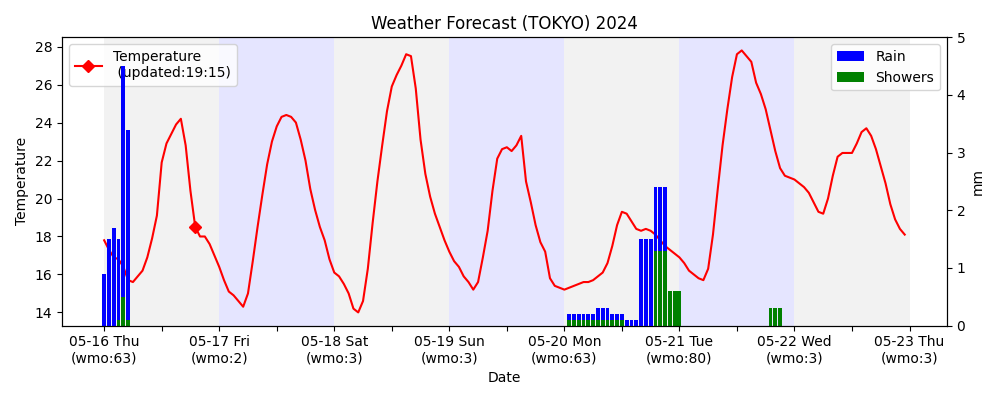 Weather Forecast (TOKYO) 2024
Temperature
(updated:19:15)
Rain
Showers
28
26
24
22
20
18
16
14
Temperature
5
4
3
2
1
0
mm
05-16 Thu
(wmo:63)
05-17 Fri
(wmo:2)
05-18 Sat
(wmo:3)
05-19 Sun
(wmo:3)
05-20 Mon
(wmo:63)
05-21 Tue
(wmo:80)
05-22 Wed
(wmo:3)
05-23 Thu
(wmo:3)
Date